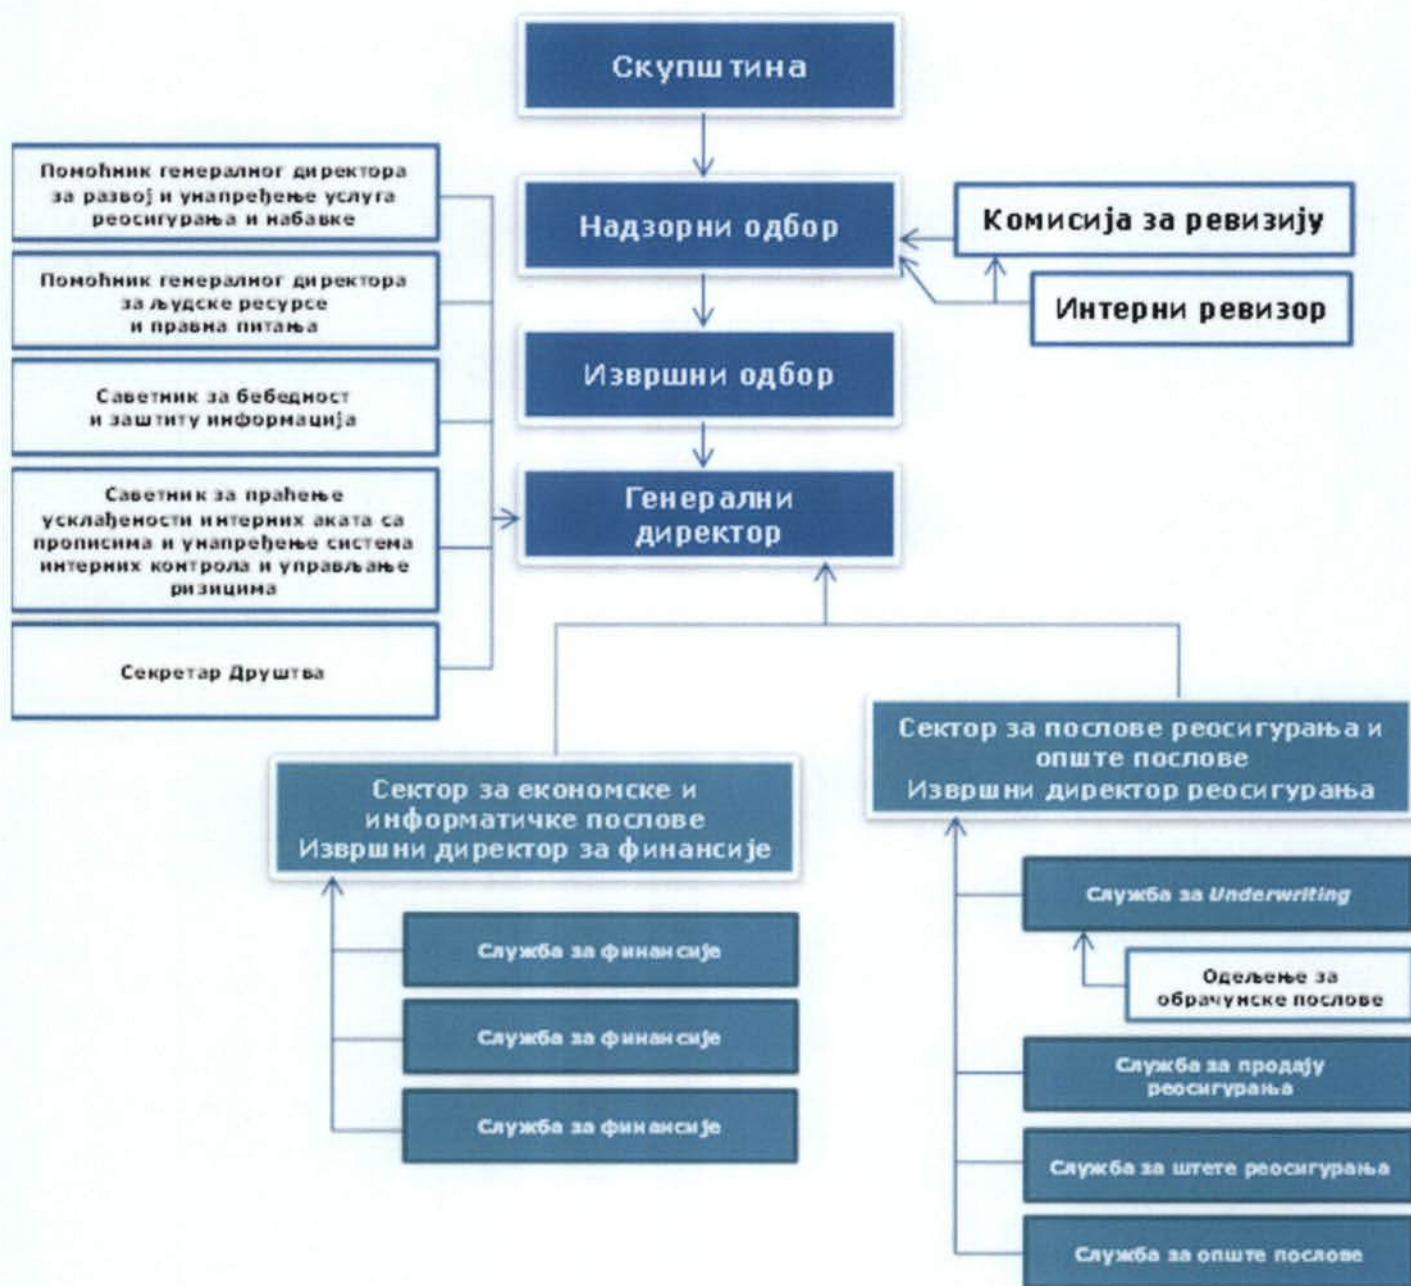 Скупштина
Помоћник генералног директора
за развој и унапређење услуга
реосигурања и набавке
Надзорни одбор
Комисија за ревизију
Помоћник генералног директора
за људске ресурсе
и правна питања
Интерни ревизор
Извршни одбор
Саветник за бебедност
и заштиту информација
Саветник за праћење
усклађености интерних аката са
прописима и унапређење система
интерних контрола и управљање
ризицима
Генерални
директор
Секретар Друштва
Сектор за послове реосигурања и
опште послове
Извршни директор реосигурања
Сектор за економске и
информатичке послове
Извршни директор за финансије
Служба за финансије
Служба за финансије
Служба за финансије
Служба за Underwriting
Одељење за
обрачунске послове
Служба за продају
реосигурања
Служба за штете реосигурања
Служба за опште послове